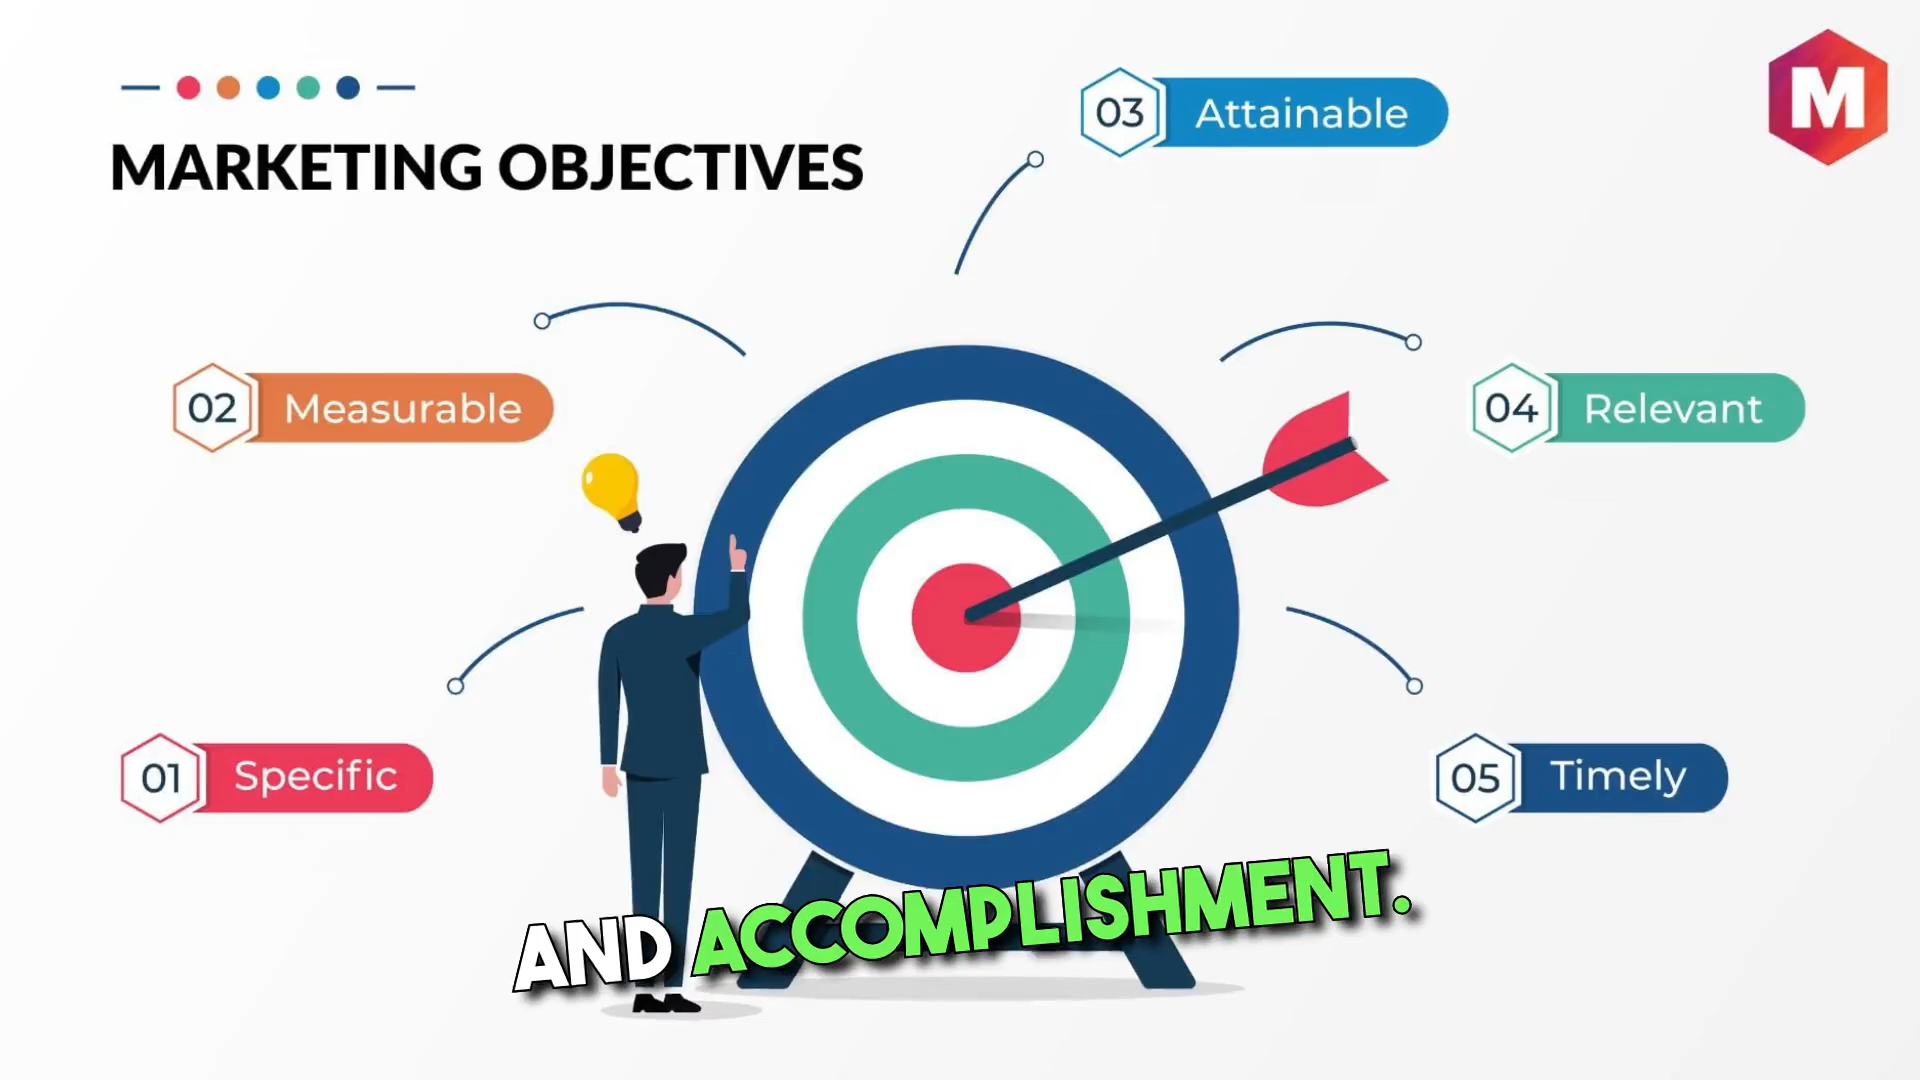 MARKETING OBJECTIVES
M
03 Attainable
02 Measurable
04 Relevant
01 Specific
05 Timely
AND ACCOMPLISHMENT.